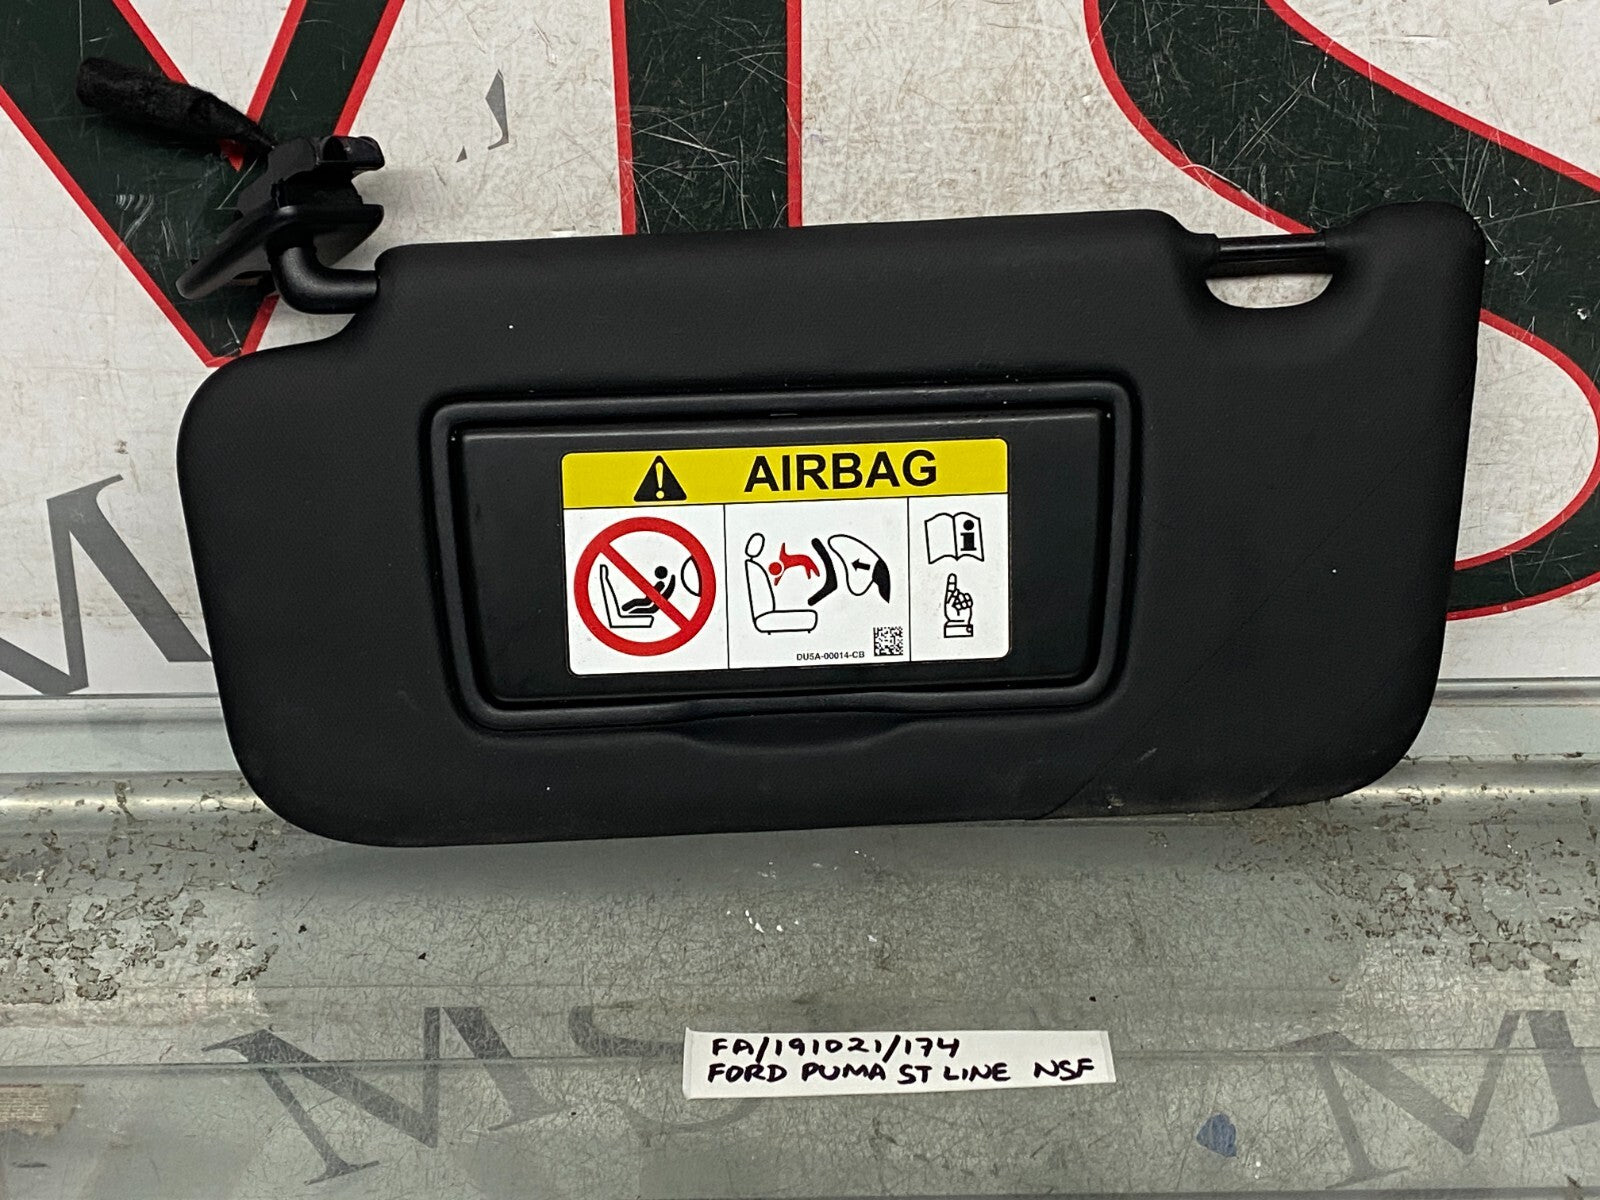 AIRBAG
DU5A-00014-CB
FA/191021/174
FORD PUMA ST LINE NSF